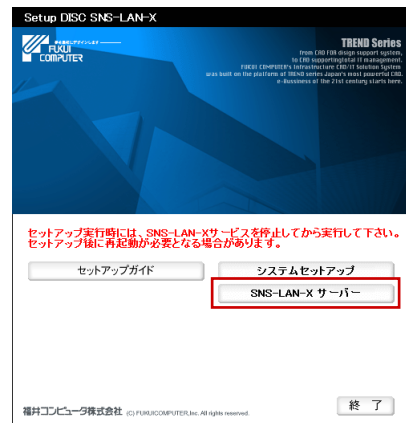 Setup DISC SNS-LAN-X
FUKUI
COMPUTER
TREND Series
from CAD FOR design support system,
to CAD supportingtotal IT management.
FUKUI COMPUTER's Infrastructure CAD/IT Solution System
was built on the platform of TREND series Japan's most powerful CAD.
e-Bussiness of the 21st century starts here.
セットアップ実行時には、SNS-LAN-Xサービスを停止してから実行して下さい。
セットアップ後に再起動が必要となる場合があります。
セットアップガイド
システムセットアップ
SNS-LAN-X サーバー
福井コンピュータ株式会社 (C) FUKUICOMPUTER,Inc. All rights reserved.
終 了